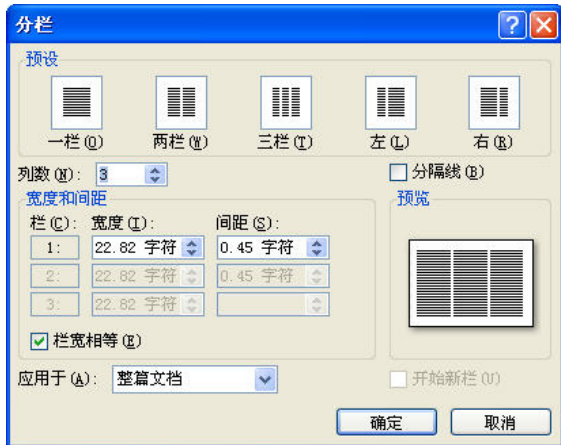 分栏
预设
一栏(O) 两栏(W) 三栏(T) 左(L) 右(R)
列数(N): 3 分隔线(B)
宽度和间距 预览
栏(C): 宽度(I): 间距(S):
1: 22.82 字符 0.45 字符
2: 22.82 字符 0.45 字符
3: 22.82 字符
栏宽相等(E)
应用于(A): 整篇文档 开始新栏(U)
确定 取消